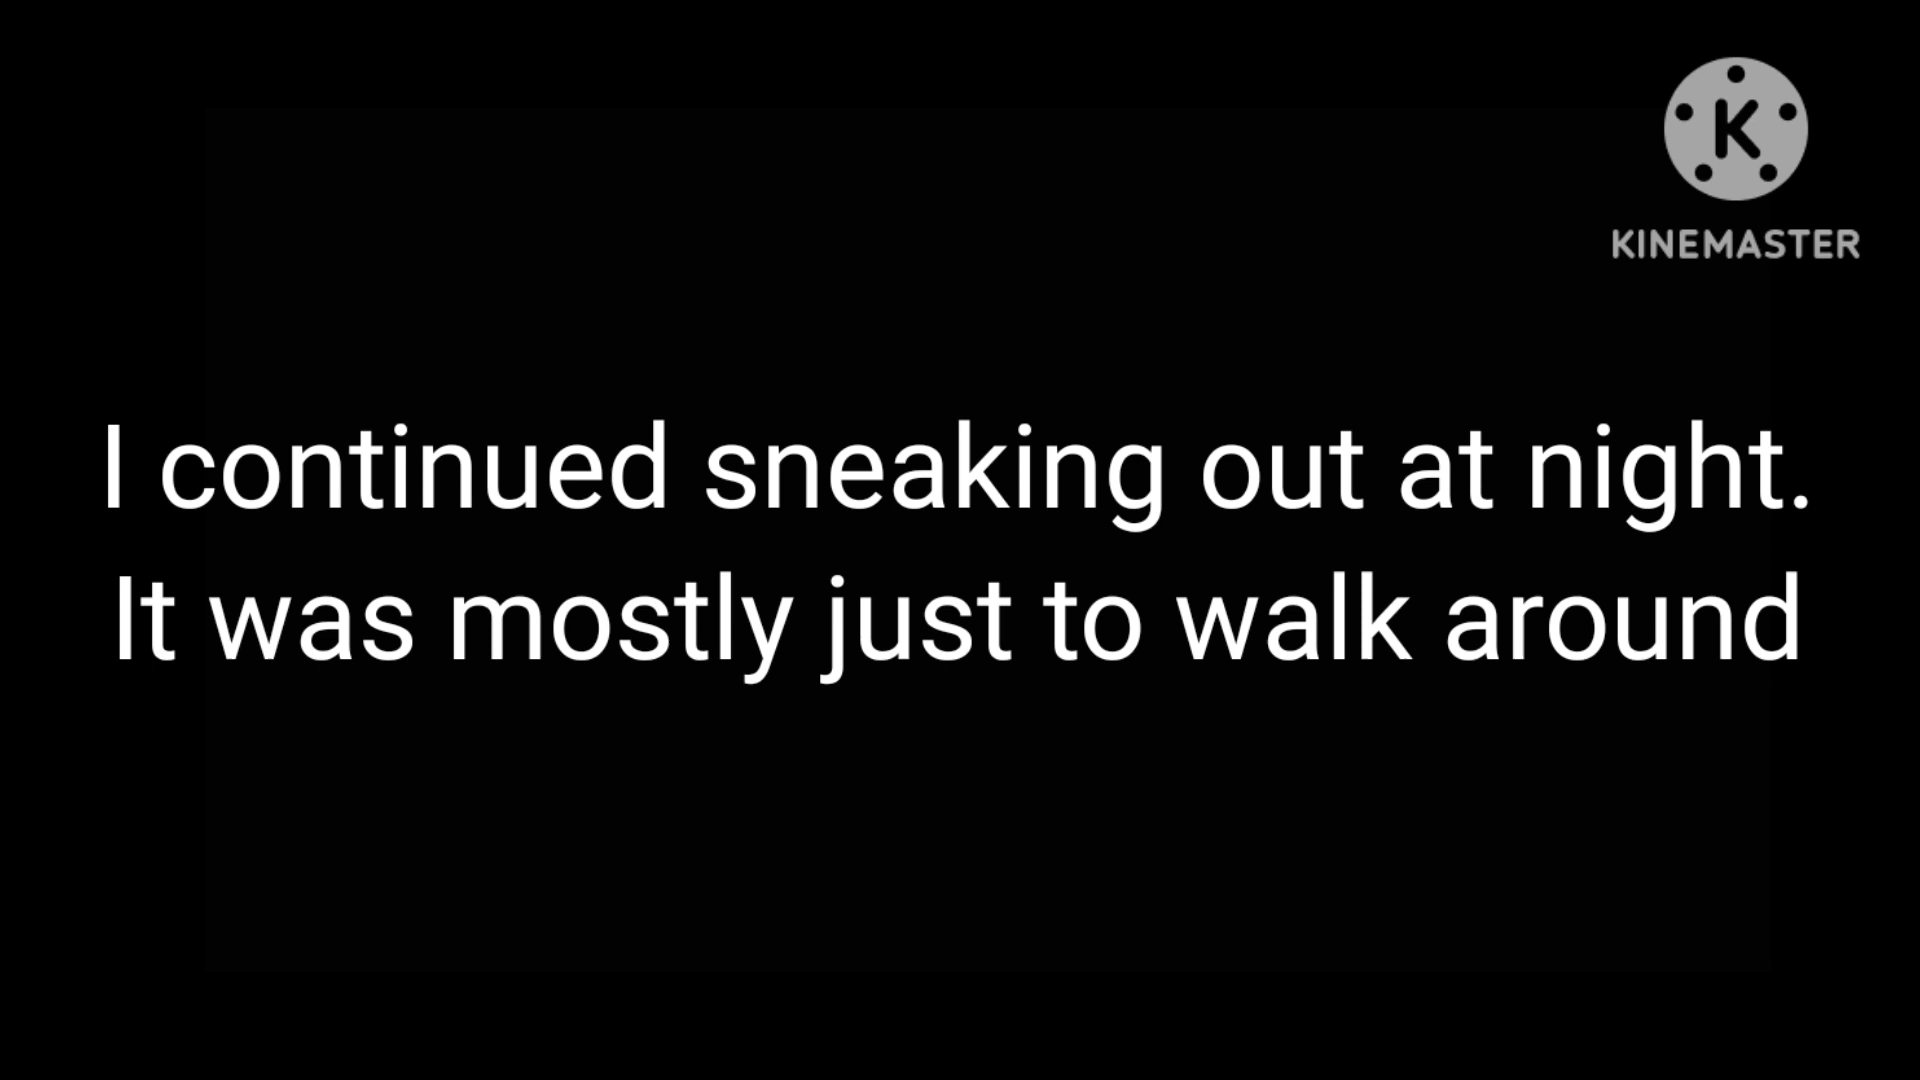 K
KINEMASTER
I continued sneaking out at night.
It was mostly just to walk around